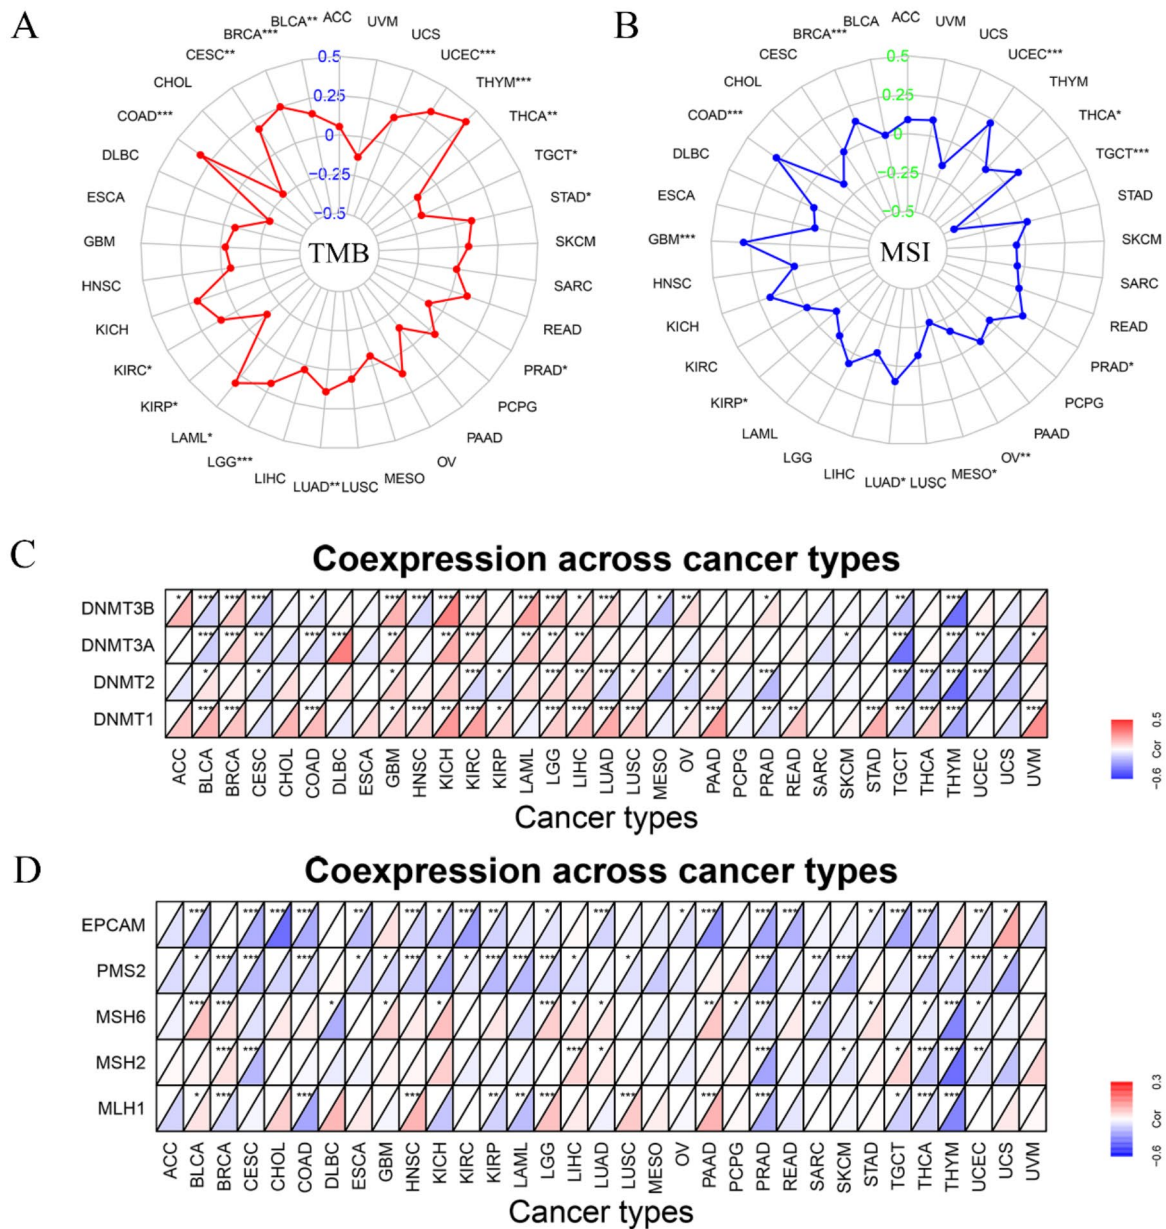 A
ACC
UVM
UCS
UCEC***
THYM***
THCA**
TGCT*
STAD*
SKCM
SARC
READ
PRAD*
PCPG
PAAD
OV
MESO
LUSC
LUAD**
LIHC
LGG***
LAML*
KIRP*
KIRC*
KICH
HNSC
GBM
ESCA
DLBC
COAD***
CHOL
CESC**
BRCA***
BLCA**
0.5
0.25
0
−0.25
−0.5
TMB
B
ACC
UVM
UCS
UCEC***
THYM
THCA*
TGCT***
STAD
SKCM
SARC
READ
PRAD*
PCPG
PAAD
OV**
MESO*
LUSC
LUAD*
LIHC
LGG
LAML
KIRP*
KIRC
KICH
HNSC
GBM***
ESCA
DLBC
COAD***
CHOL
CESC
BRCA***
BLCA
0.5
0.25
0
−0.25
−0.5
MSI
C
Coexpression across cancer types
DNMT3B
DNMT3A
DNMT2
DNMT1
ACC BLCA BRCA CESC CHOL COAD DLBC ESCA GBM HNSC KICH KIRC KIRP LAML LGG LIHC LUAD LUSC MESO OV PAAD PCPG PRAD READ SARC SKCM STAD TGCT THCA THYM UCEC UCS UVM
Cancer types
0.5
Cor
−0.6
D
Coexpression across cancer types
EPCAM
PMS2
MSH6
MSH2
MLH1
ACC BLCA BRCA CESC CHOL COAD DLBC ESCA GBM HNSC KICH KIRC KIRP LAML LGG LIHC LUAD LUSC MESO OV PAAD PCPG PRAD READ SARC SKCM STAD TGCT THCA THYM UCEC UCS UVM
Cancer types
0.3
Cor
−0.6